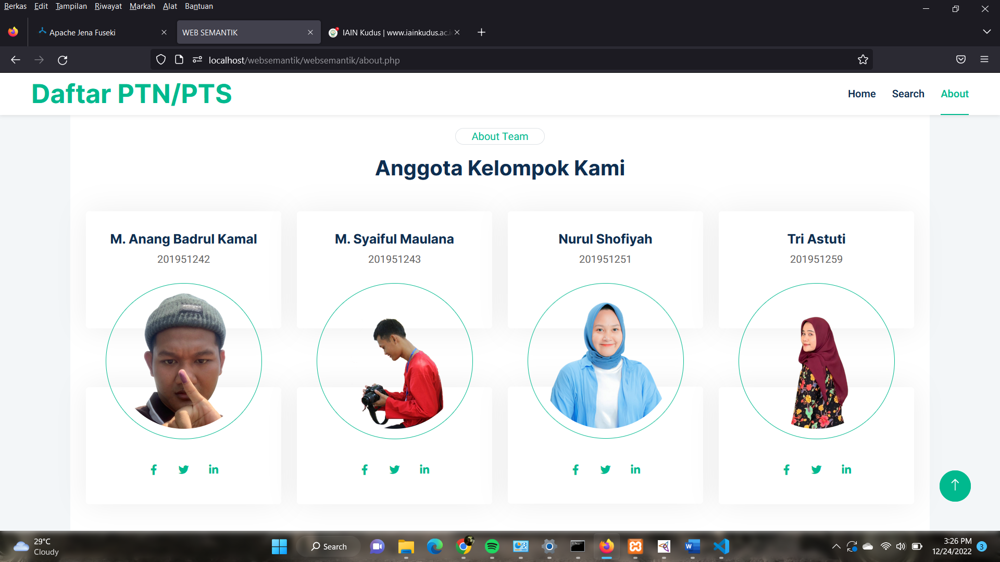 Berkas Edit Tampilan Riwayat Markah Alat Bantuan
Apache Jena Fuseki
WEB SEMANTIK
IAIN Kudus | www.iainkudus.ac.i
localhost/websemantik/websemantik/about.php
Daftar PTN/PTS
Home Search About
About Team
Anggota Kelompok Kami
M. Anang Badrul Kamal
201951242
M. Syaiful Maulana
201951243
Nurul Shofiyah
201951251
Tri Astuti
201951259
29°C
Cloudy
Search
3:26 PM
12/24/2022
3